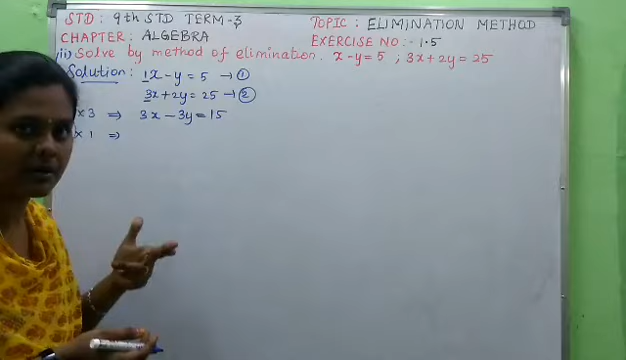 STD : 9th STD TERM-3
TOPIC : ELIMINATION METHOD
CHAPTER : ALGEBRA
EXERCISE NO :- 1.5
ii) Solve by method of elimination. x-y=5 ; 3x+2y=25
Solution : 1x-y=5 → ①
3x+2y=25 → ②
×3 ⇒ 3x-3y=15
×1 ⇒